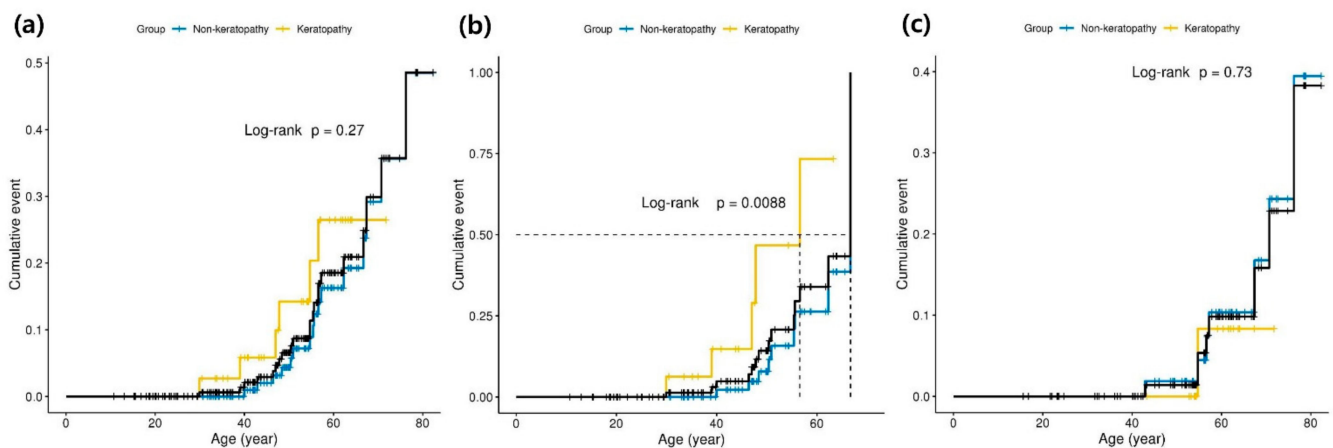 (a)
Group Non-keratopathy Keratopathy
0.5
0.4
0.3
0.2
0.1
0.0
Cumulative event
Log-rank p = 0.27
0 20 40 60 80
Age (year)
(b)
Group Non-keratopathy Keratopathy
1.00
0.75
0.50
0.25
0.00
Cumulative event
Log-rank p = 0.0088
0 20 40 60
Age (year)
(c)
Group Non-keratopathy Keratopathy
0.4
0.3
0.2
0.1
0.0
Cumulative event
Log-rank p = 0.73
0 20 40 60 80
Age (year)